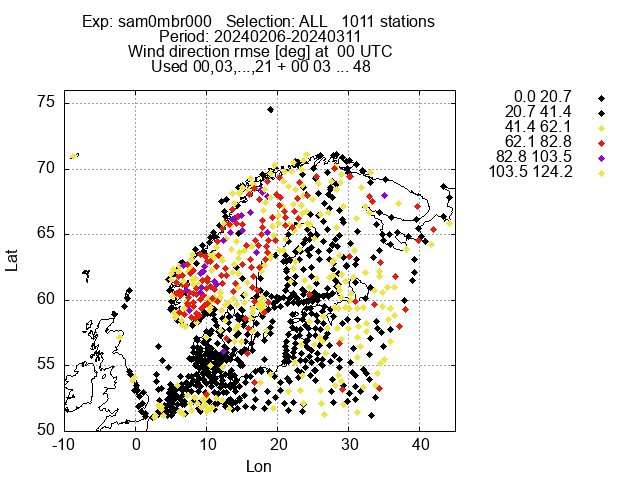 Exp: sam0mbr000   Selection: ALL   1011 stations
Period: 20240206-20240311
Wind direction rmse [deg] at  00 UTC
Used 00,03,...,21 + 00 03 ... 48
0.0 20.7
20.7 41.4
41.4 62.1
62.1 82.8
82.8 103.5
103.5 124.2
75
70
65
60
55
50
Lat
-10 0 10 20 30 40
Lon